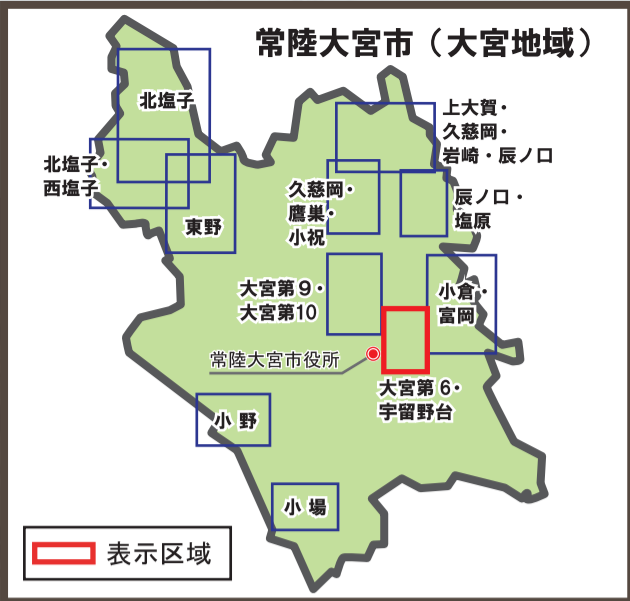 常陸大宮市（大宮地域）
北塩子
上大賀・
久慈岡・
岩崎・辰ノ口
北塩子・
西塩子
久慈岡・
鷹巣・
小祝
辰ノ口・
塩原
東野
大宮第９・
大宮第10
小倉・
富岡
常陸大宮市役所
大宮第６・
宇留野台
小 野
小 場
表示区域